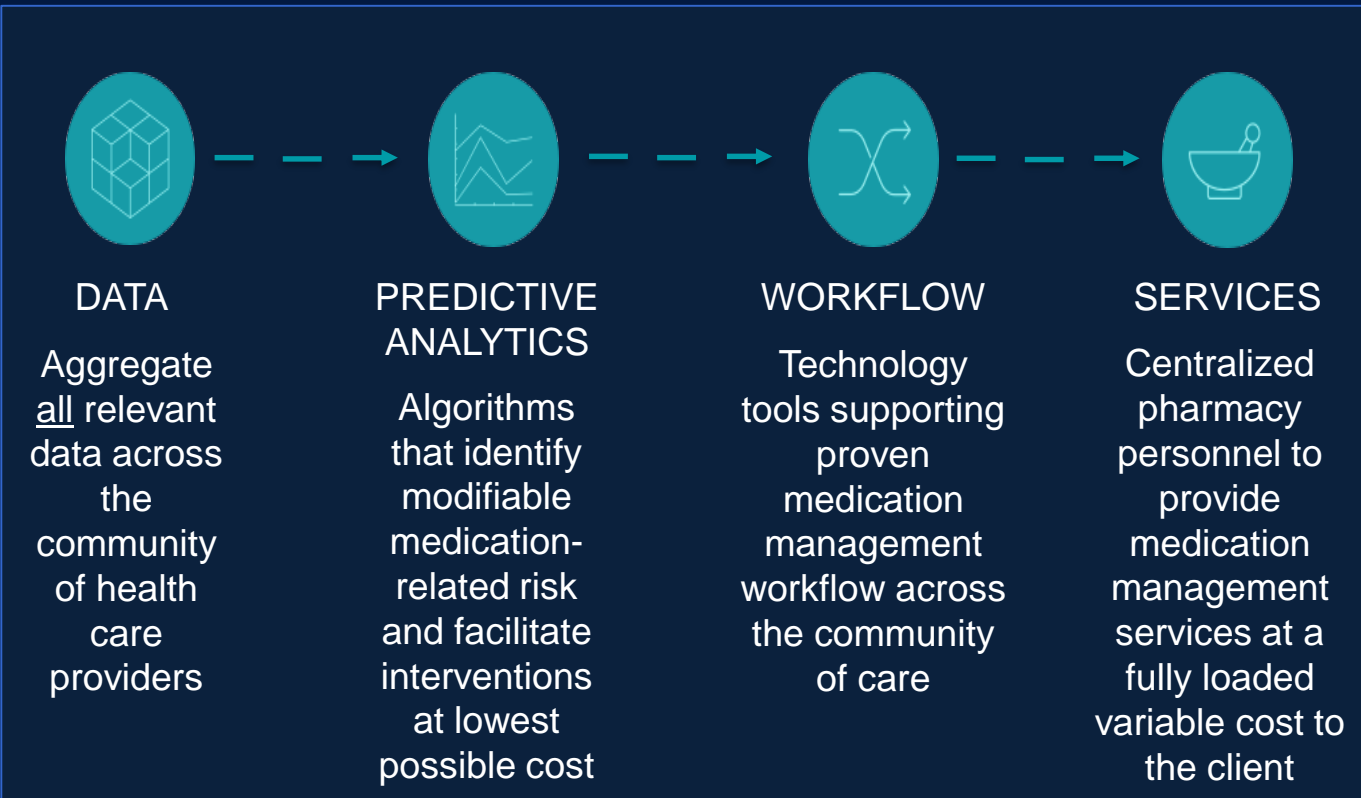 DATA
Aggregate
all relevant
data across
the
community
of health
care
providers
PREDICTIVE
ANALYTICS
Algorithms
that identify
modifiable
medication-
related risk
and facilitate
interventions
at lowest
possible cost
WORKFLOW
Technology
tools supporting
proven
medication
management
workflow across
the community
of care
SERVICES
Centralized
pharmacy
personnel to
provide
medication
management
services at a
fully loaded
variable cost to
the client